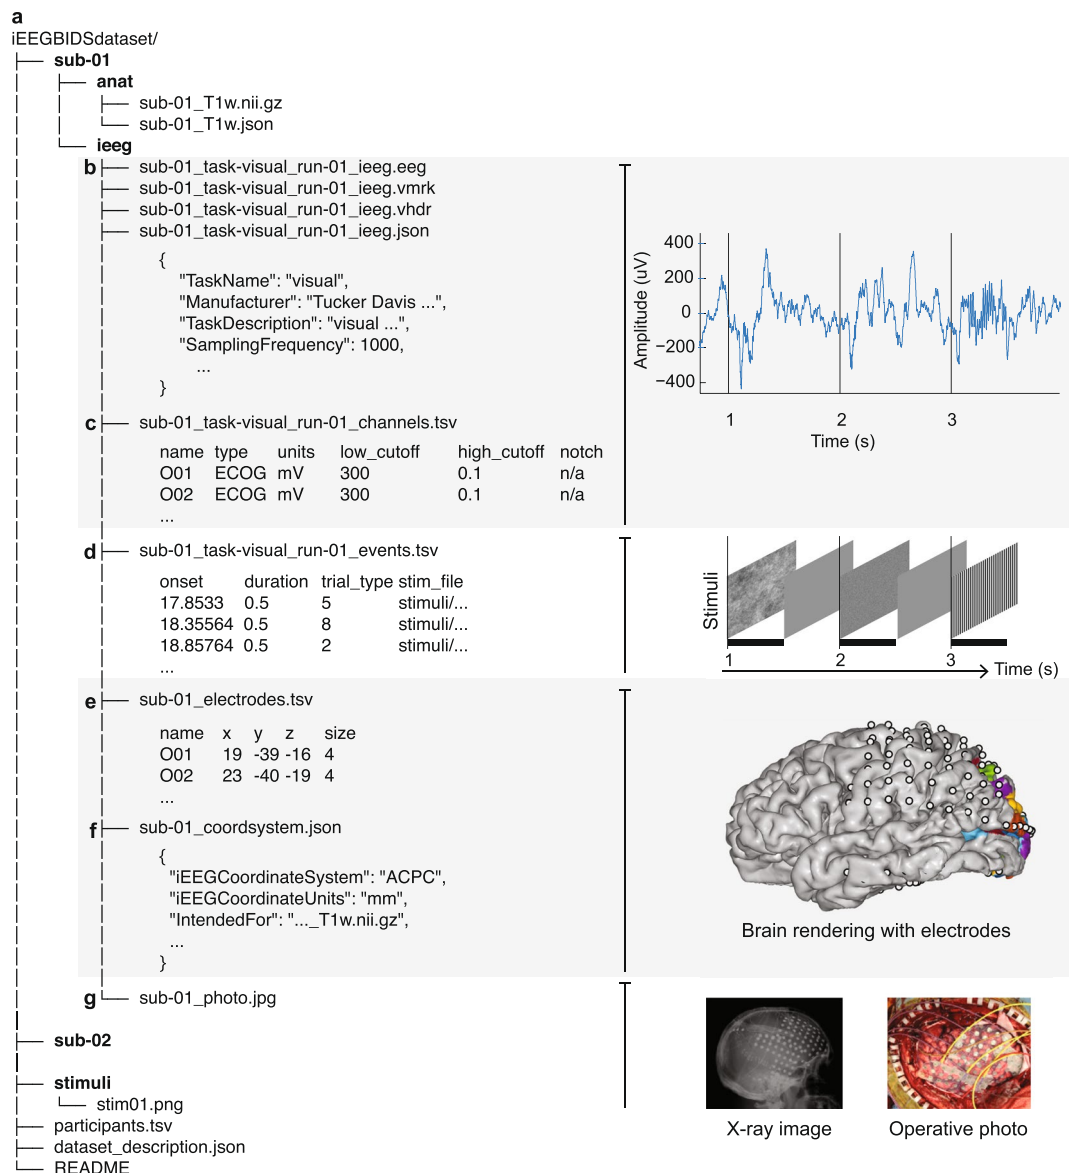 a
iEEGBIDSdataset/
sub-01
anat
sub-01_T1w.nii.gz
sub-01_T1w.json
ieeg
b sub-01_task-visual_run-01_ieeg.eeg
sub-01_task-visual_run-01_ieeg.vmrk
sub-01_task-visual_run-01_ieeg.vhdr
sub-01_task-visual_run-01_ieeg.json
{
"TaskName": "visual",
"Manufacturer": "Tucker Davis ...",
"TaskDescription": "visual ...",
"SamplingFrequency": 1000,
...
}
400
200
0
−200
−400
Amplitude (uV)
1 2 3
Time (s)
c sub-01_task-visual_run-01_channels.tsv
name type units low_cutoff high_cutoff notch
O01 ECOG mV 300 0.1 n/a
O02 ECOG mV 300 0.1 n/a
...
d sub-01_task-visual_run-01_events.tsv
onset duration trial_type stim_file
17.8533 0.5 5 stimuli/...
18.35564 0.5 8 stimuli/...
18.85764 0.5 2 stimuli/...
...
Stimuli
1 2 3
Time (s)
e sub-01_electrodes.tsv
name x y z size
O01 19 -39 -16 4
O02 23 -40 -19 4
...
f sub-01_coordsystem.json
{
"iEEGCoordinateSystem": "ACPC",
"iEEGCoordinateUnits": "mm",
"IntendedFor": "..._T1w.nii.gz",
...
}
Brain rendering with electrodes
g sub-01_photo.jpg
sub-02
stimuli
stim01.png
participants.tsv
dataset_description.json
README
X-ray image
Operative photo